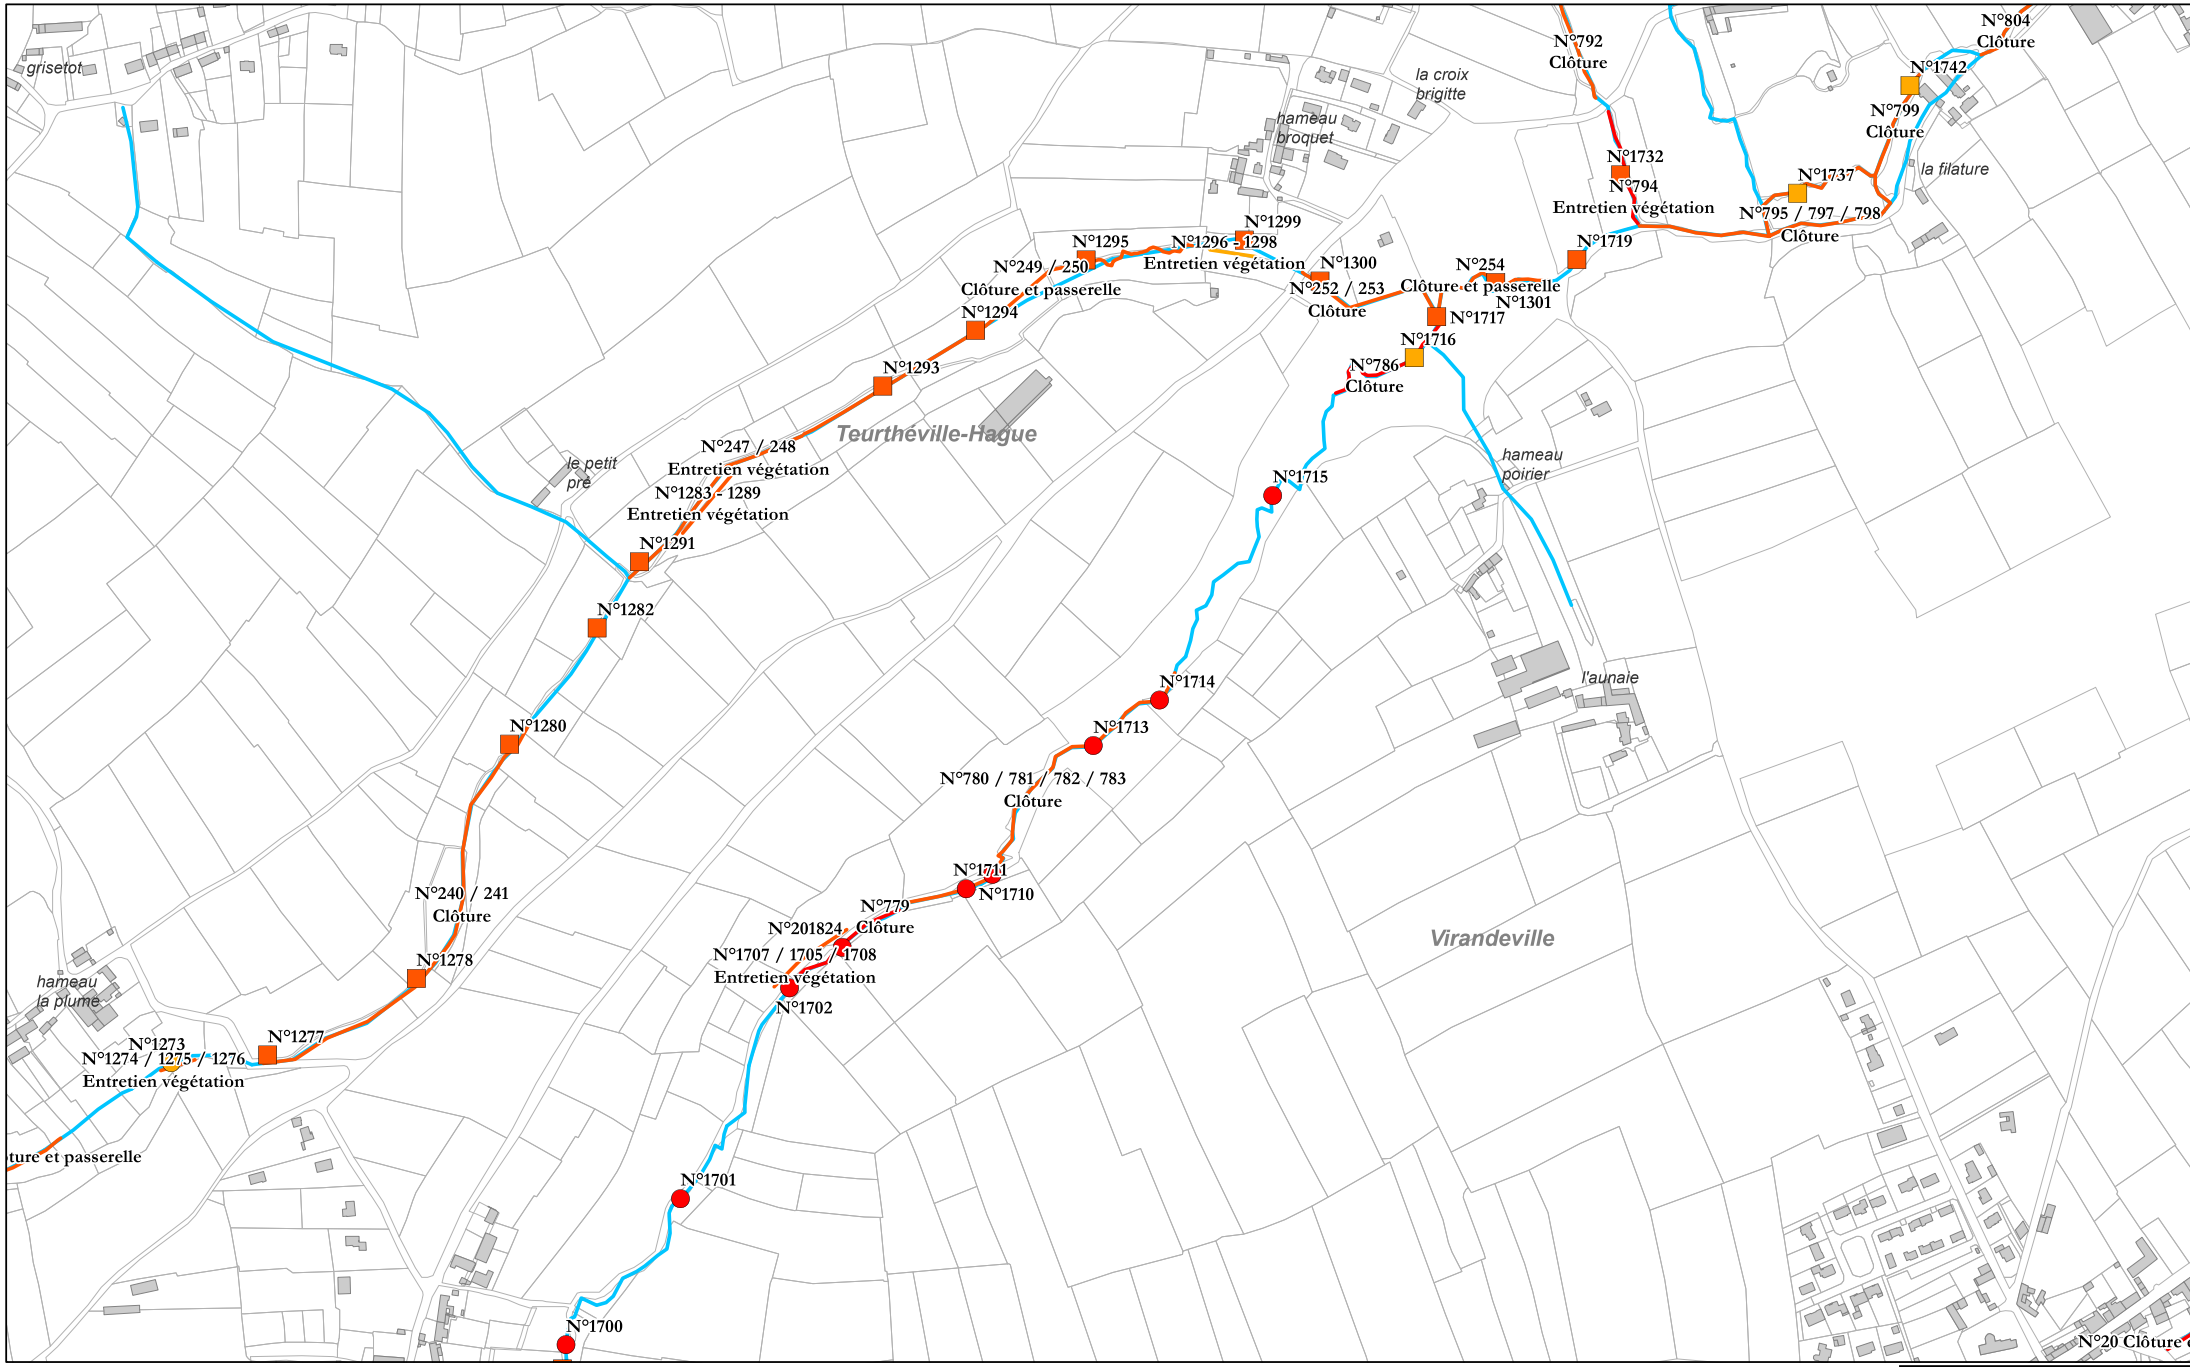 N°804
Clôture
N°792
Clôture
grisetot
N°1742
la croix
brigitte
N°799
Clôture
hameau
broquet
N°1732
la filature
N°1737
N°794
Entretien végétation
N°795 / 797 / 798
Clôture
N°1299
N°1295
N°1296 - 1298
Entretien végétation
N°1719
N°249 / 250
Clôture et passerelle
N°1300
N°252 / 253
Clôture
N°254
Clôture et passerelle
N°1301
N°1294
N°1717
N°1716
N°1293
N°786
Clôture
Teurthéville-Hague
N°247 / 248
Entretien végétation
le petit
pré
hameau
poirier
N°1283 - 1289
Entretien végétation
N°1715
N°1291
N°1282
N°1714
l'aunaie
N°1280
N°1713
N°780 / 781 / 782 / 783
Clôture
N°1711
N°1710
N°240 / 241
Clôture
N°779
Clôture
N°201824
Virandeville
N°1707 / 1705 / 1708
Entretien végétation
N°1278
hameau
la plume
N°1702
N°1277
N°1273
N°1274 / 1275 / 1276
Entretien végétation
ture et passerelle
N°1701
N°1700
N°20 Clôture